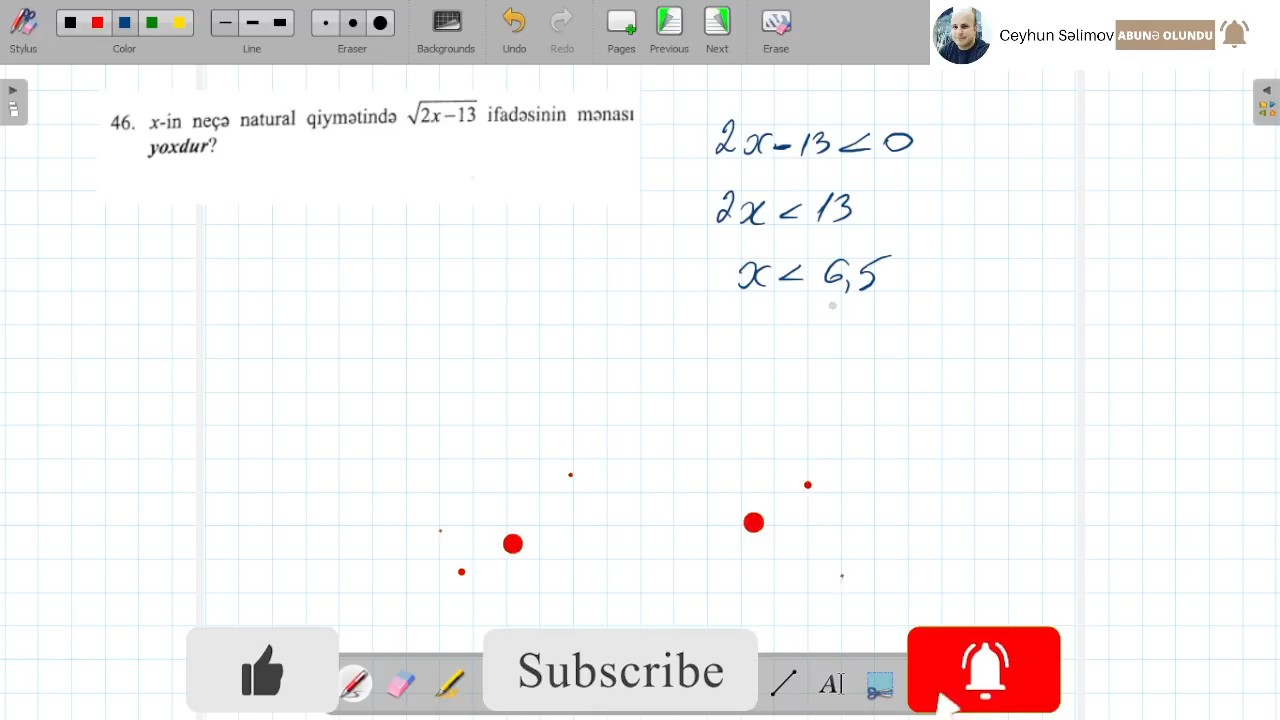 Stylus
Color
Line
Eraser
Backgrounds
Undo
Redo
Pages
Previous
Next
Erase
Ceyhun Səlimov
ABUNƏ OLUNDU
46. x-in neçə natural qiymətində √2x−13 ifadəsinin mənası
yoxdur?
2x-13<0
2x<13
x<6,5
Subscribe
AI